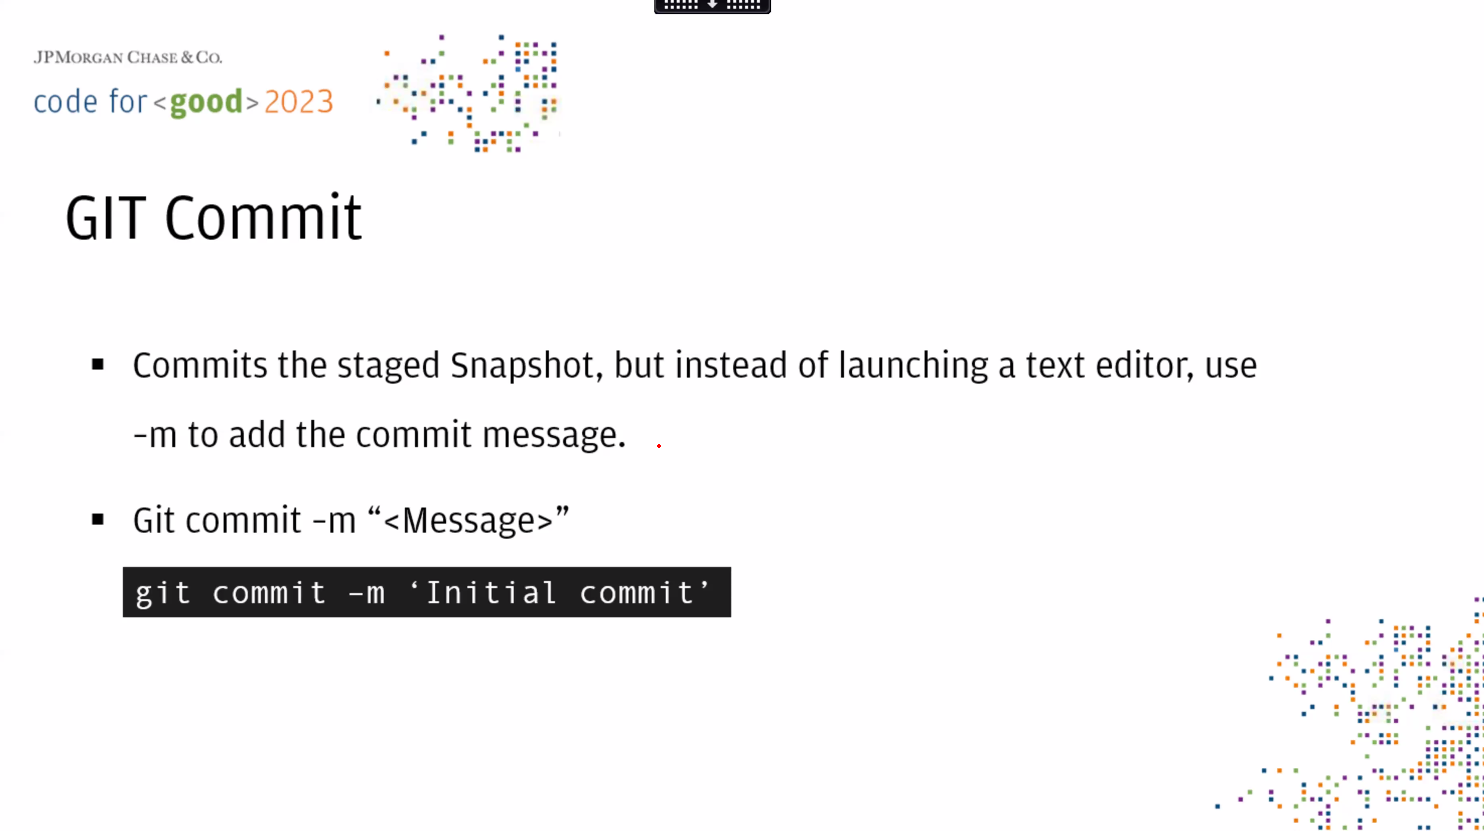 JPMORGAN CHASE & CO.
code for <good> 2023
GIT Commit
▪ Commits the staged Snapshot, but instead of launching a text editor, use
–m to add the commit message.
▪ Git commit –m “<Message>”
git commit –m ‘Initial commit’